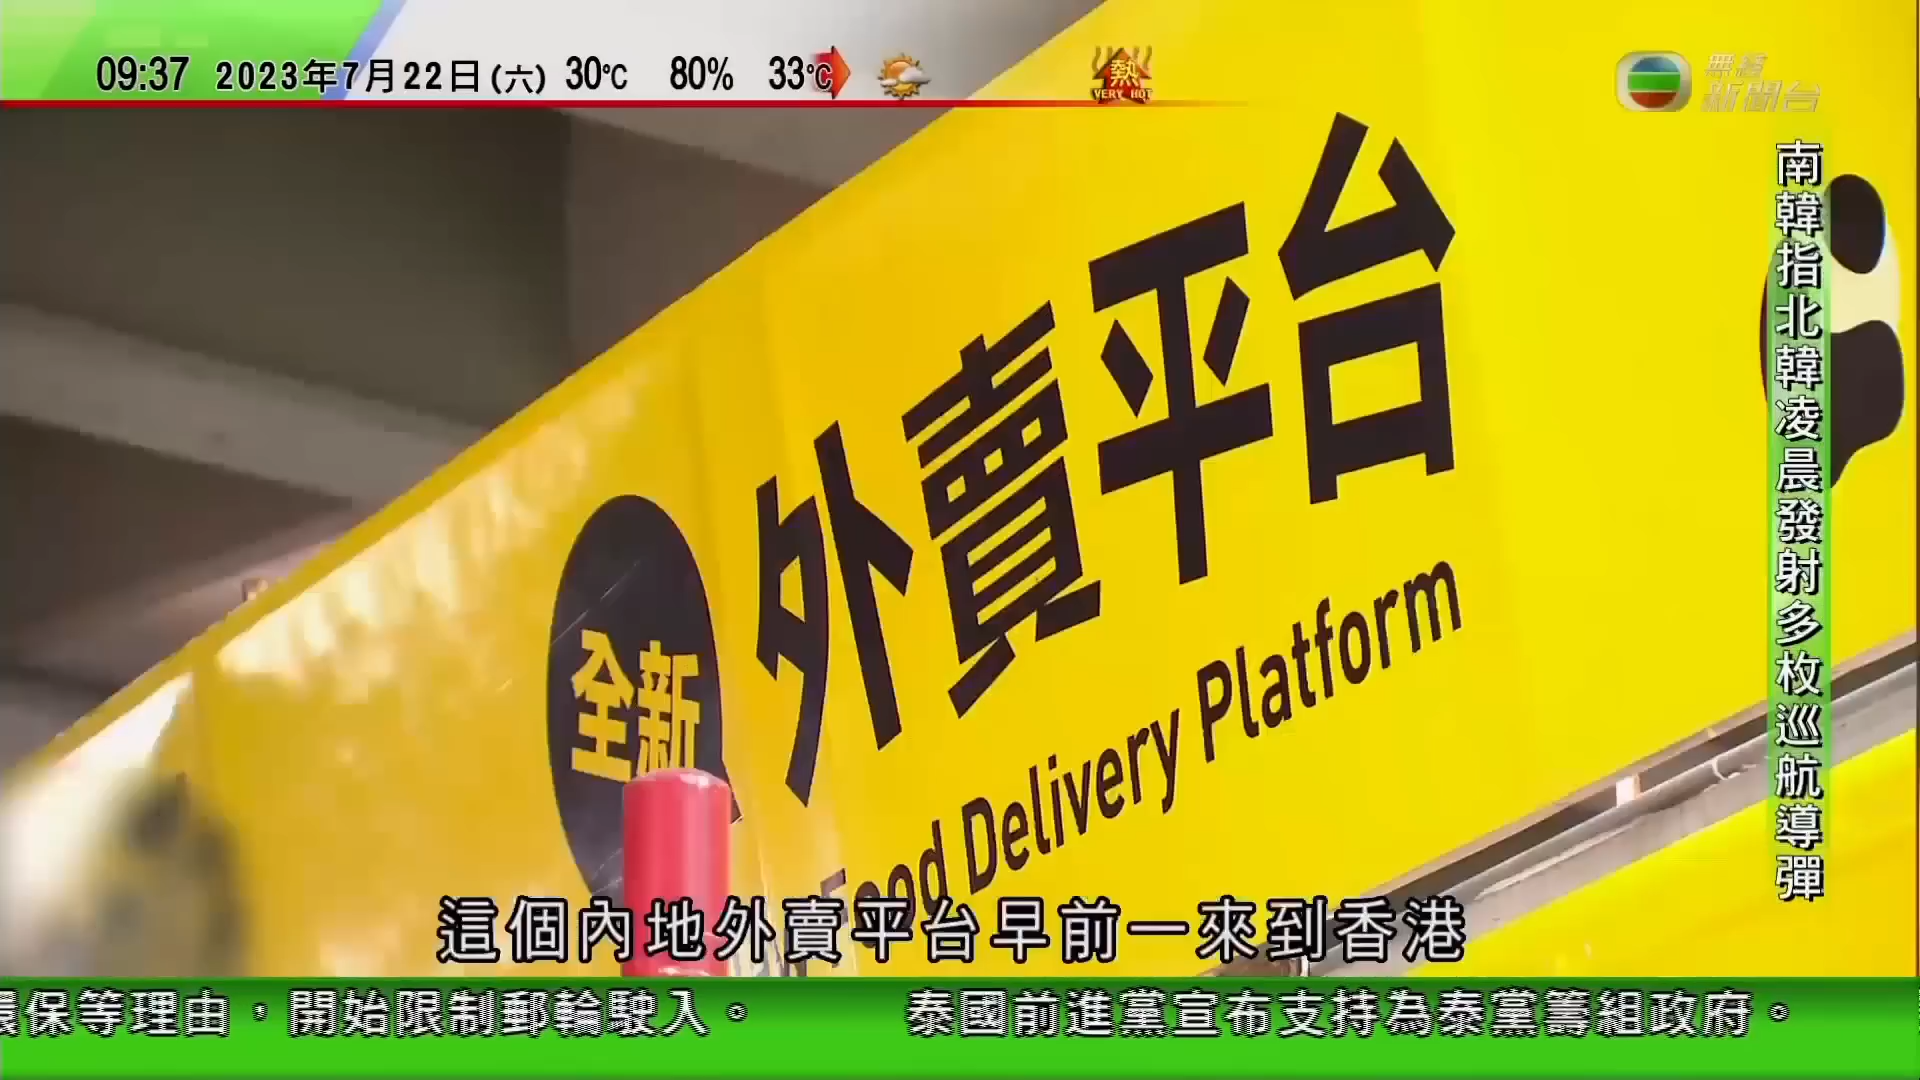 09:37 2023年7月22日(六) 30℃ 80% 33℃
熱
VERY HOT
無綫
新聞台
南韓指北韓凌晨發射多枚巡航導彈
全新
外賣平台
Food Delivery Platform
這個內地外賣平台早前一來到香港
環保等理由，開始限制郵輪駛入。 泰國前進黨宣布支持為泰黨籌組政府。